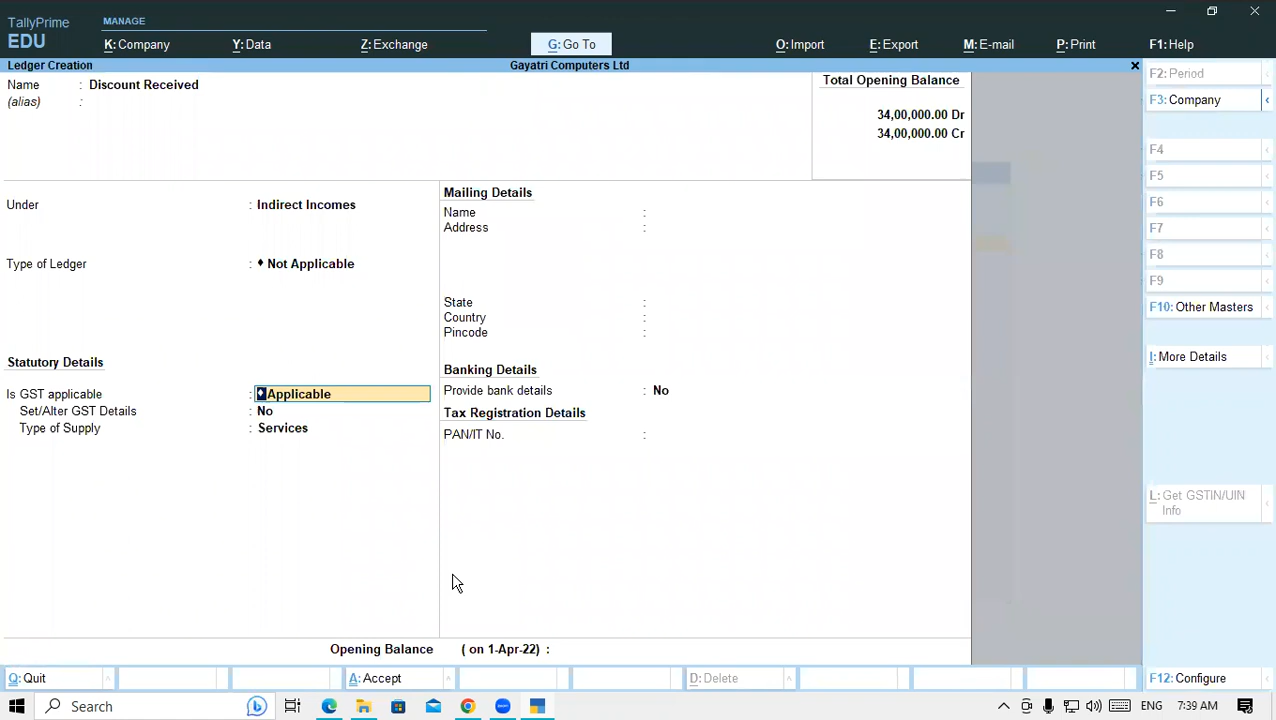 TallyPrime
EDU
MANAGE
K: Company
Y: Data
Z: Exchange
G: Go To
O: Import
E: Export
M: E-mail
P: Print
F1: Help
Ledger Creation
Gayatri Computers Ltd
×
Name : Discount Received
(alias) :
Total Opening Balance
34,00,000.00 Dr
34,00,000.00 Cr
Under : Indirect Incomes
Type of Ledger : ♦ Not Applicable
Statutory Details
Is GST applicable : ♦ Applicable
Set/Alter GST Details : No
Type of Supply : Services
Mailing Details
Name :
Address :
State :
Country :
Pincode :
Banking Details
Provide bank details : No
Tax Registration Details
PAN/IT No. :
Opening Balance ( on 1-Apr-22) :
F2: Period
F3: Company
F4
F5
F6
F7
F8
F9
F10: Other Masters
I: More Details
L: Get GSTIN/UIN
Info
F12: Configure
Q: Quit
A: Accept
D: Delete
Search
ENG
7:39 AM